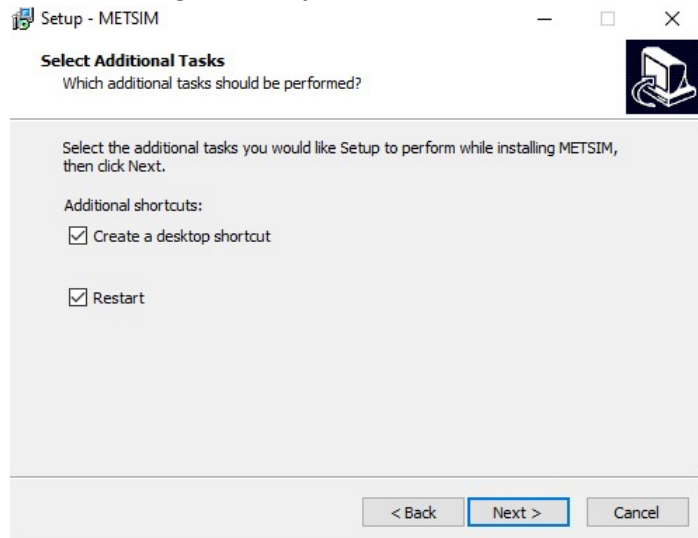 Setup - METSIM
Select Additional Tasks
Which additional tasks should be performed?
Select the additional tasks you would like Setup to perform while installing METSIM,
then click Next.
Additional shortcuts:
Create a desktop shortcut
Restart
< Back
Next >
Cancel